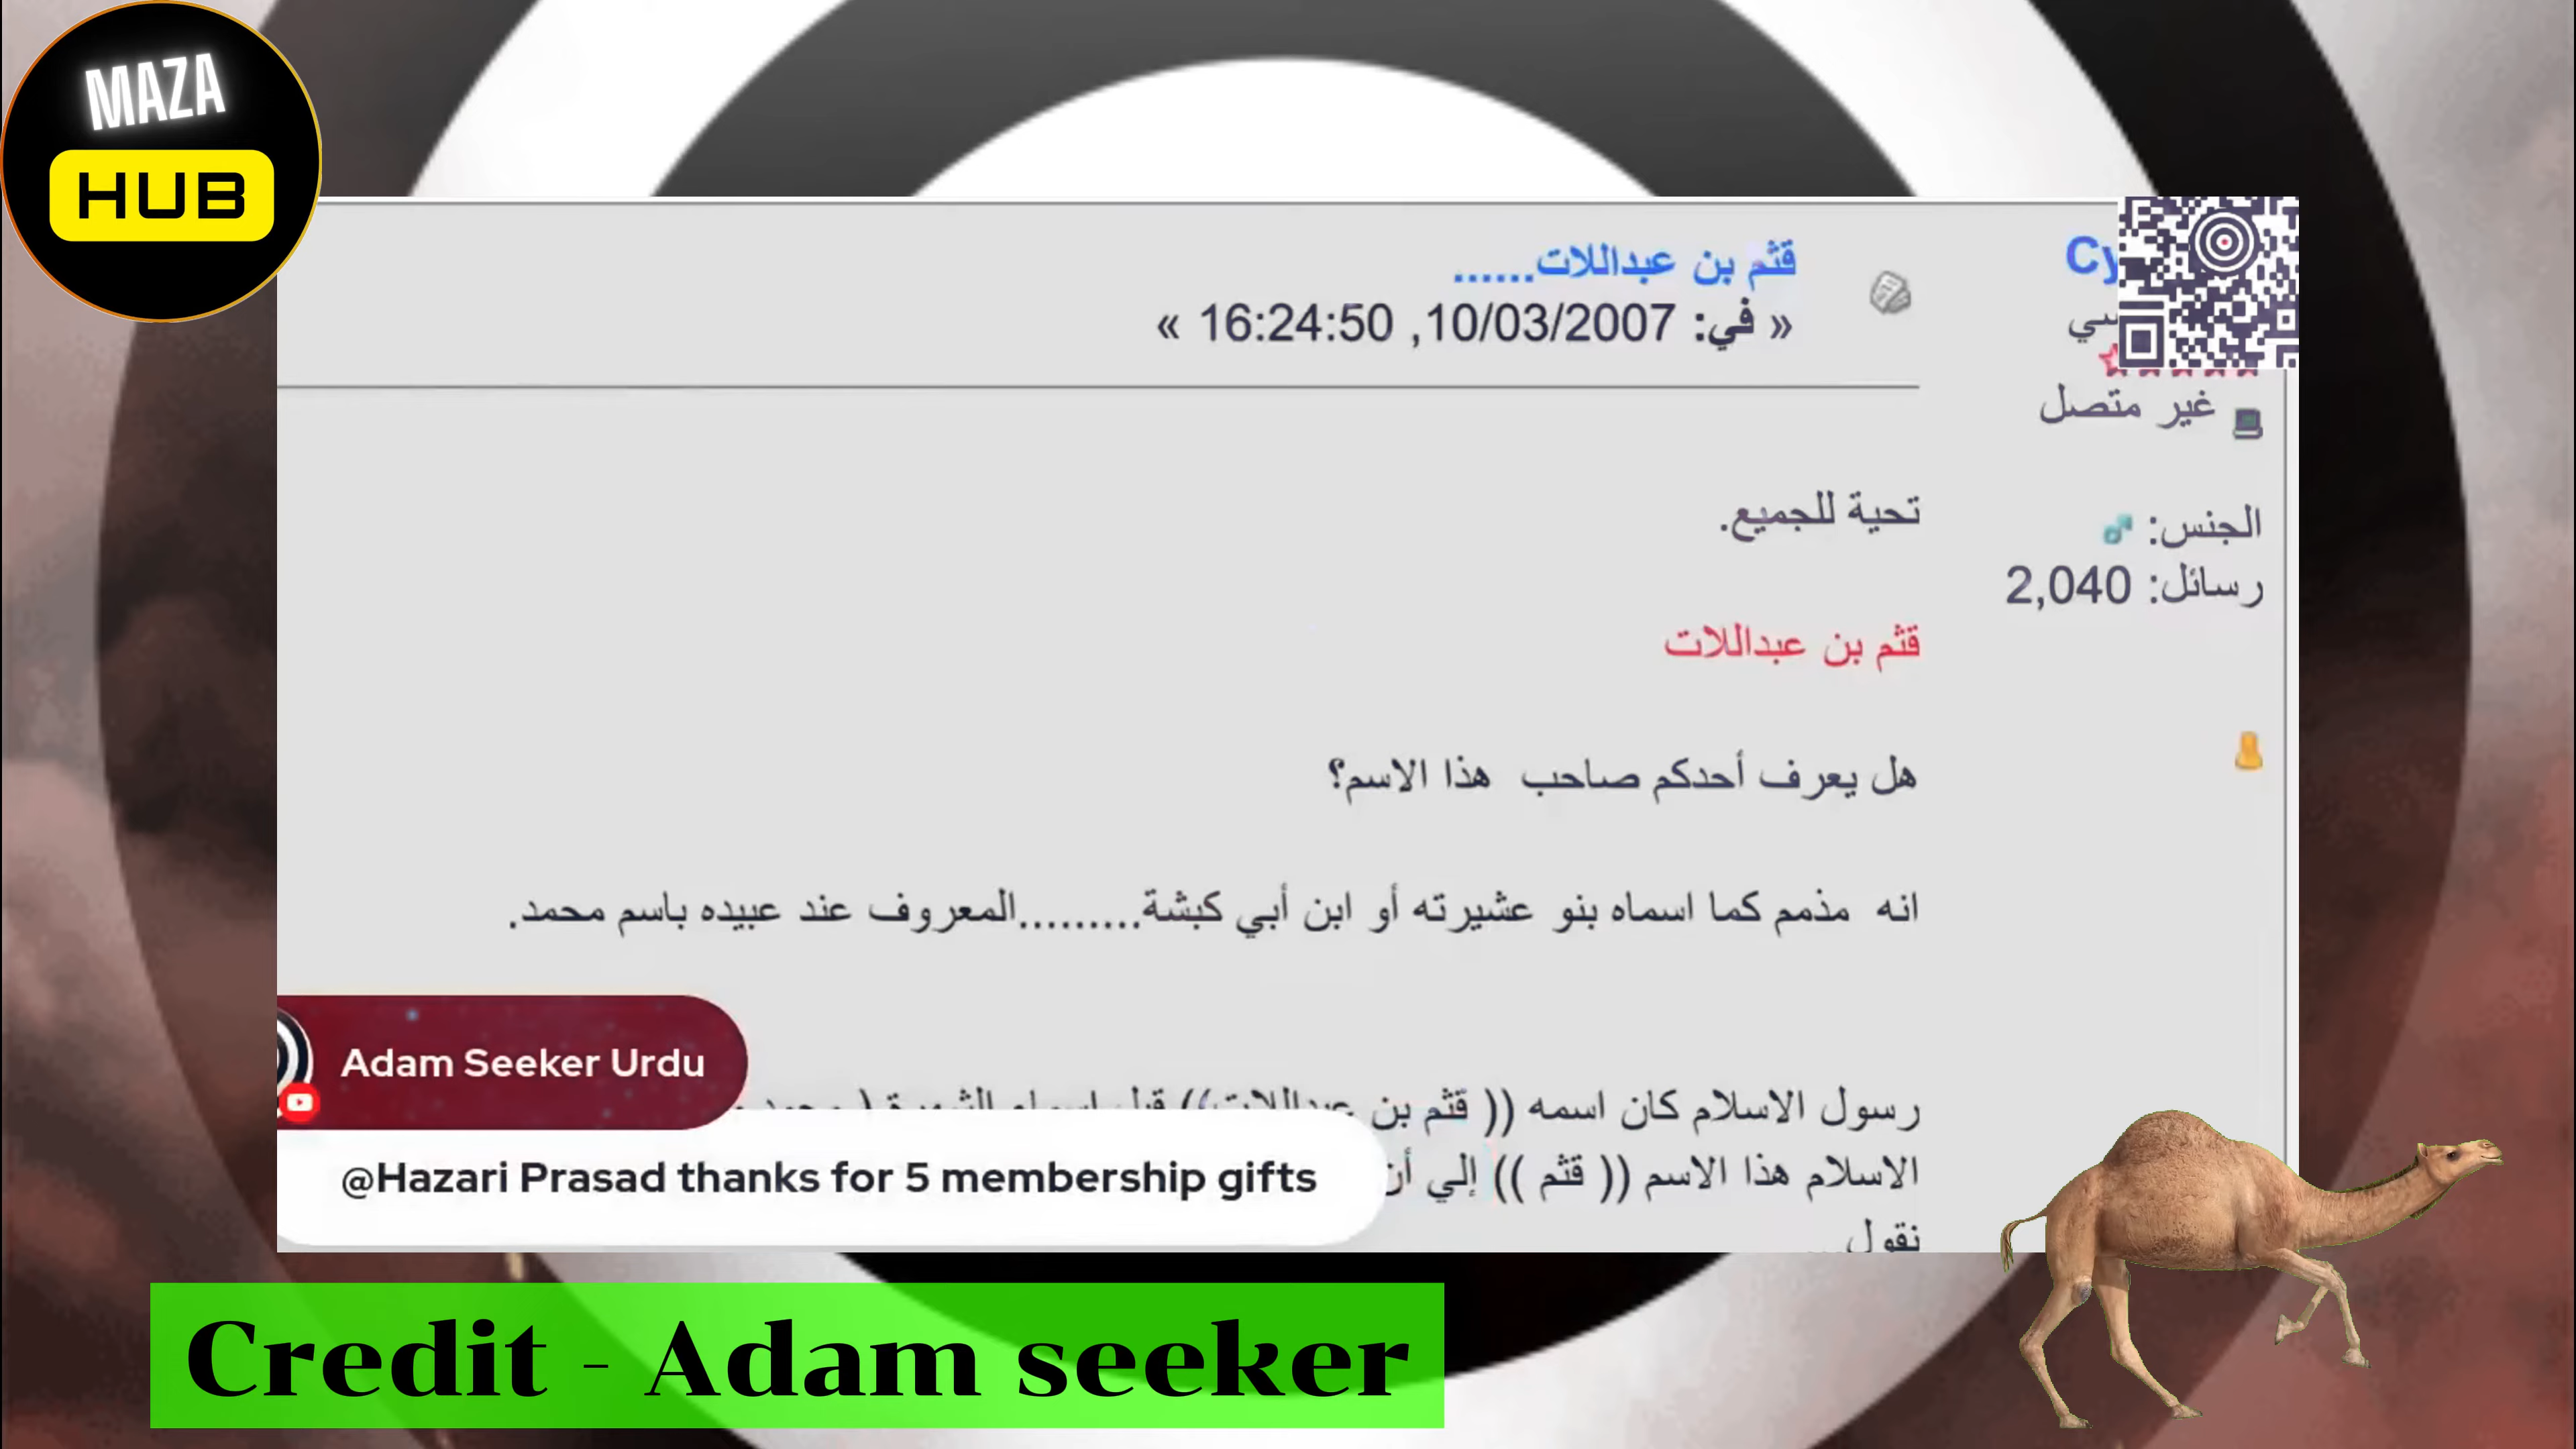 MAZA
HUB
قثم بن عبداللات......
« في: 10/03/2007, 16:24:50 »
غير متصل
الجنس:
رسائل: 2,040
تحية للجميع.
قثم بن عبداللات
هل يعرف أحدكم صاحب هذا الاسم؟
انه مذمم كما اسماه بنو عشيرته أو ابن أبي كبشة.........المعروف عند عبيده باسم محمد.
رسول الاسلام كان اسمه (( قثم بن عبداللات)) قبل
الاسلام هذا الاسم (( قثم )) إلي أن
نقول
Adam Seeker Urdu
@Hazari Prasad thanks for 5 membership gifts
Credit - Adam seeker